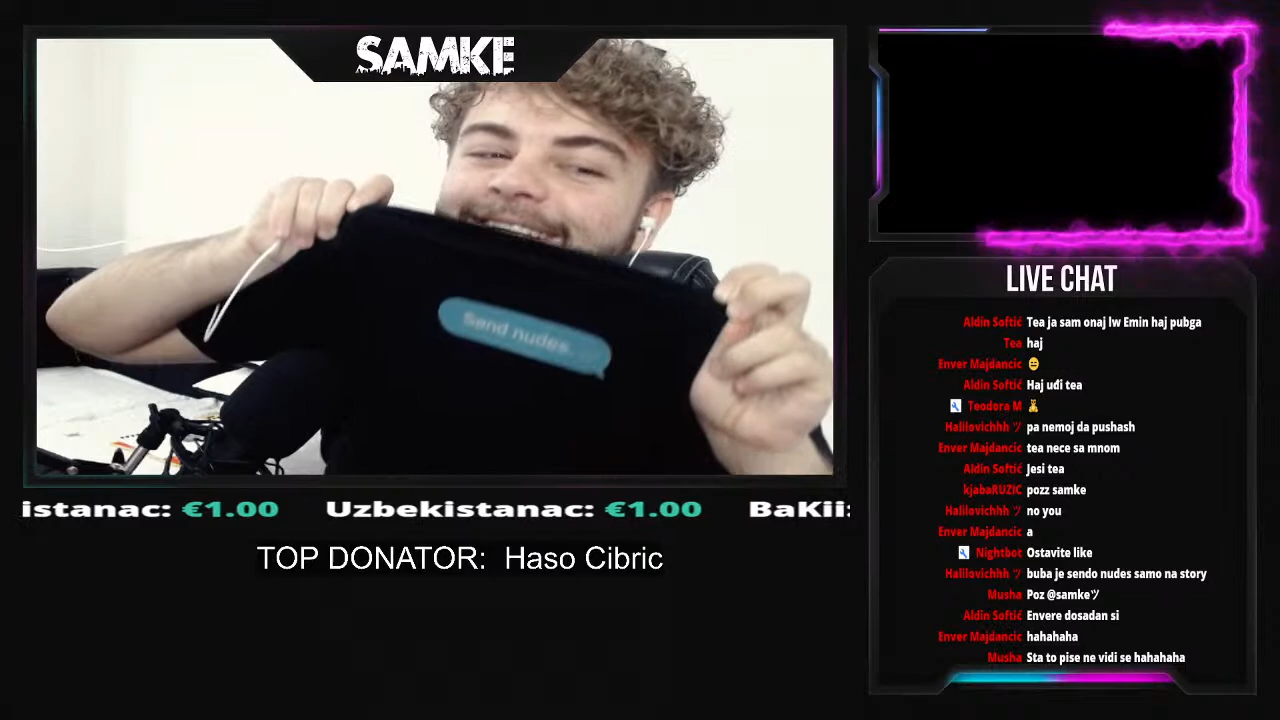 SAMKE
Send nudes.
istanac: €1.00 Uzbekistanac: €1.00 BaKii:
TOP DONATOR: Haso Cibric
LIVE CHAT
Aldin Softić Tea ja sam onaj lw Emin haj pubga
Tea haj
Enver Majdancic 😄
Aldin Softić Haj uđi tea
Teodora M 🧸
Halilovichhh ツ pa nemoj da pushash
Enver Majdancic tea nece sa mnom
Aldin Softić Jesi tea
kjabaRUZIC pozz samke
Halilovichhh ツ no you
Enver Majdancic a
Nightbot Ostavite like
Halilovichhh ツ buba je sendo nudes samo na story
Musha Poz @samkeツ
Aldin Softić Envere dosadan si
Enver Majdancic hahahaha
Musha Sta to pise ne vidi se hahahaha